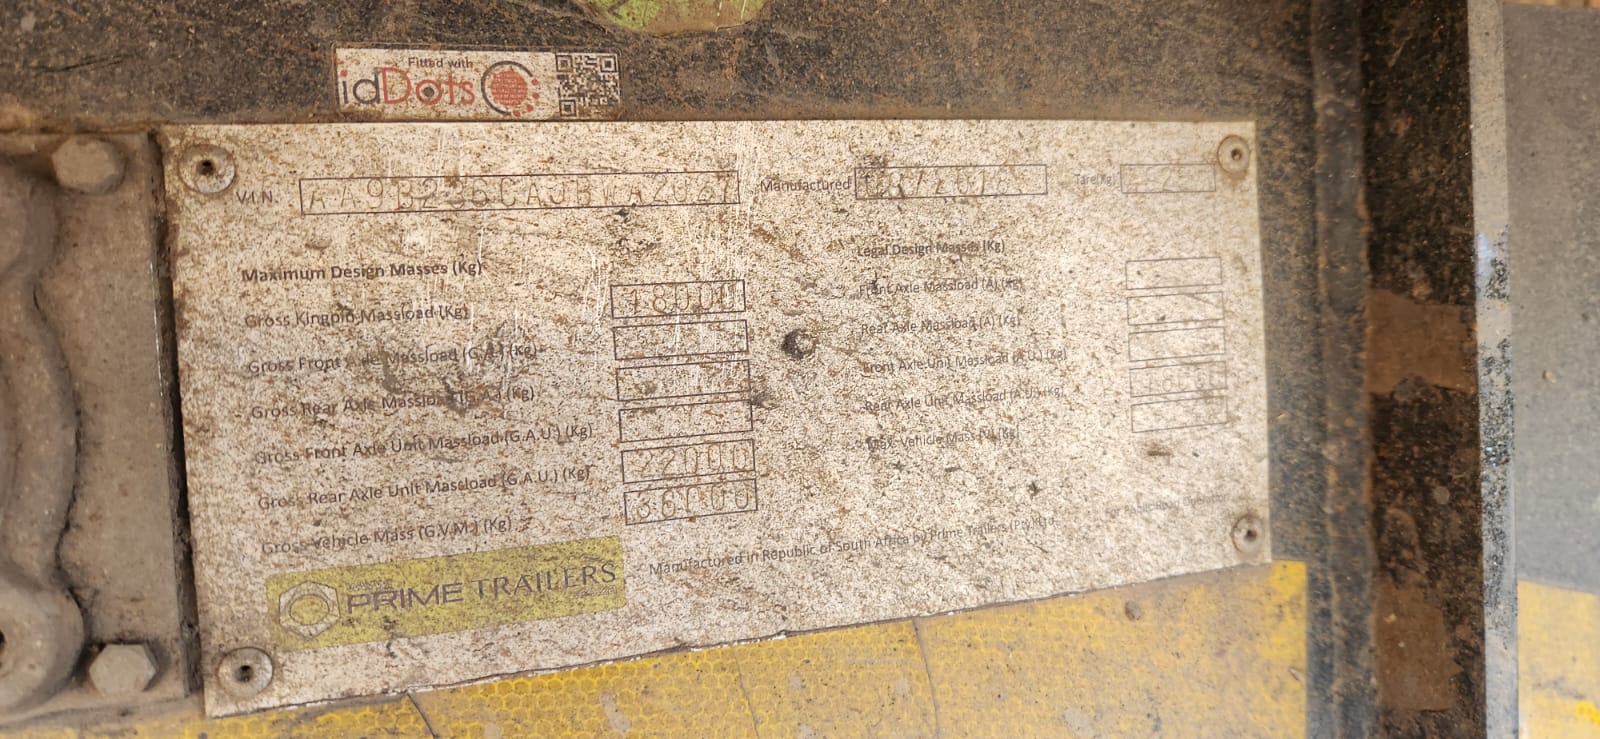 Fitted with
idDots
V.I.N.
Manufactured
Tare(Kg)
Maximum Design Masses (Kg)
Legal Design Masses (Kg)
Gross Kingpin Massload (Kg) 18000
Front Axle Massload (A) (Kg)
Gross Front Axle Massload (G.A.) (Kg)
Rear Axle Massload (A) (Kg)
Gross Rear Axle Massload (G.A.) (Kg)
Front Axle Unit Massload (A.U.) (Kg)
Gross Front Axle Unit Massload (G.A.U.) (Kg)
Rear Axle Unit Massload (A.U.) (Kg)
Gross Rear Axle Unit Massload (G.A.U.) (Kg) 22000
Max. Vehicle Mass (V) (Kg)
Gross Vehicle Mass (G.V.M.) (Kg) 36000
PRIME TRAILERS
Manufactured in Republic of South Africa by Prime Trailers (Pty) Ltd.